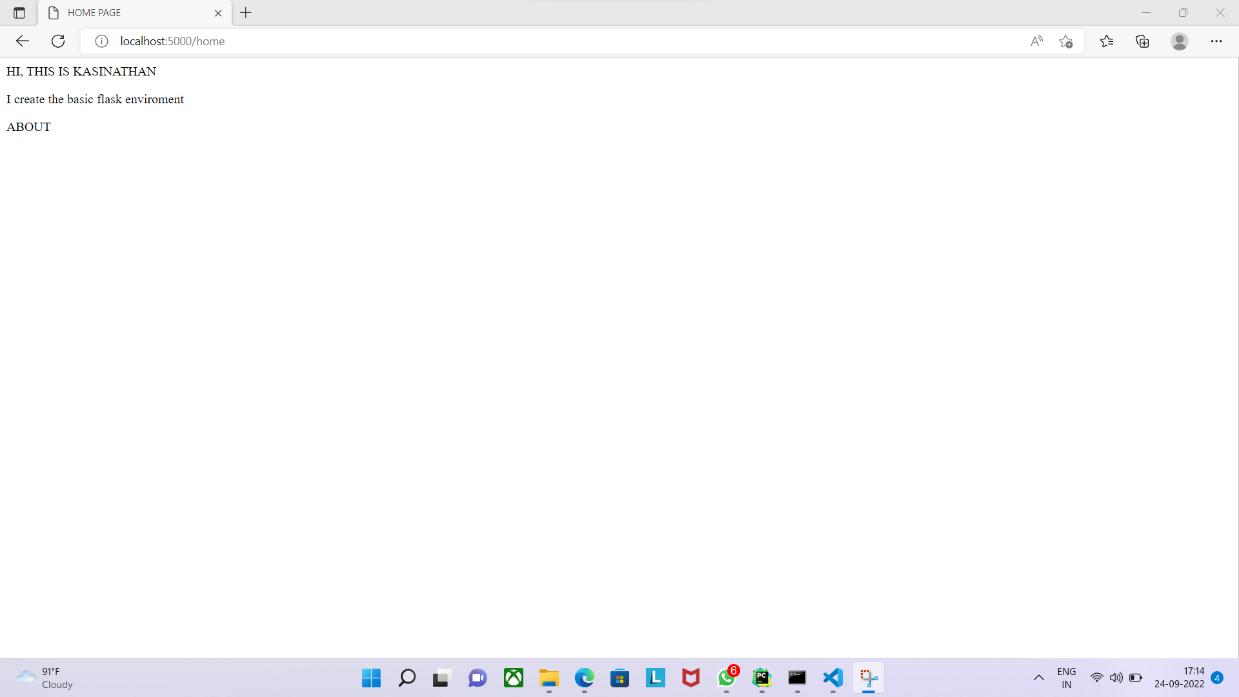 HOME PAGE
localhost:5000/home
HI, THIS IS KASINATHAN
I create the basic flask enviroment
ABOUT
91°F
Cloudy
L
6
PC
ENG
IN
17:14
24-09-2022
4